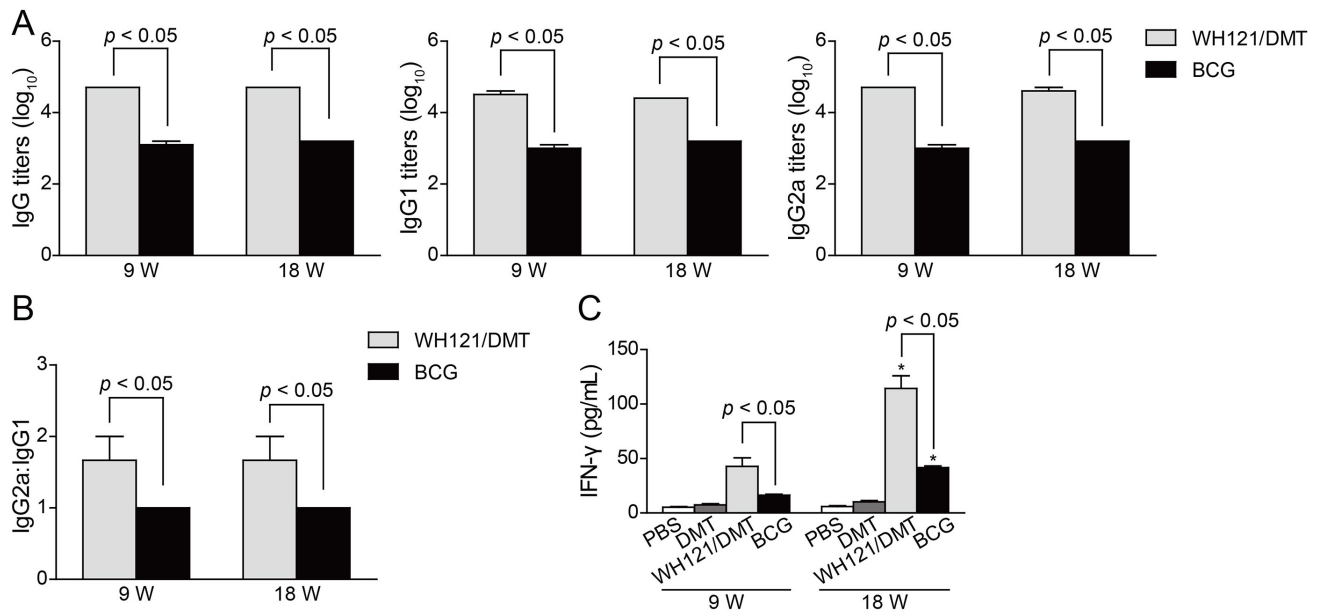 A
IgG titers (log10)
6
4
2
0
p < 0.05
p < 0.05
9 W
18 W
IgG1 titers (log10)
6
4
2
0
p < 0.05
p < 0.05
9 W
18 W
IgG2a titers (log10)
6
4
2
0
p < 0.05
p < 0.05
9 W
18 W
WH121/DMT
BCG
B
IgG2a:IgG1
3
2
1
0
p < 0.05
p < 0.05
9 W
18 W
WH121/DMT
BCG
C
IFN-γ (pg/mL)
150
100
50
0
p < 0.05
p < 0.05
*
*
PBS
DMT
WH121/DMT
BCG
PBS
DMT
WH121/DMT
BCG
9 W
18 W